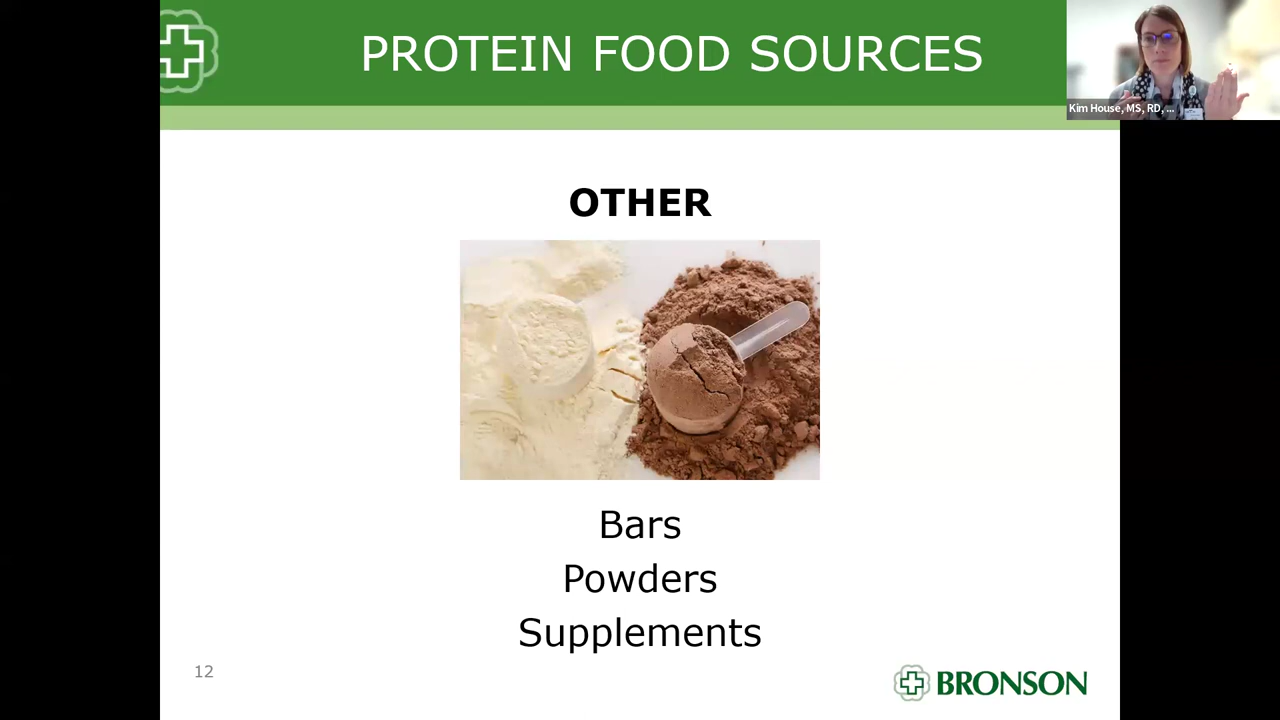 PROTEIN FOOD SOURCES
Kim House, MS, RD, ...
OTHER
Bars
Powders
Supplements
12
BRONSON